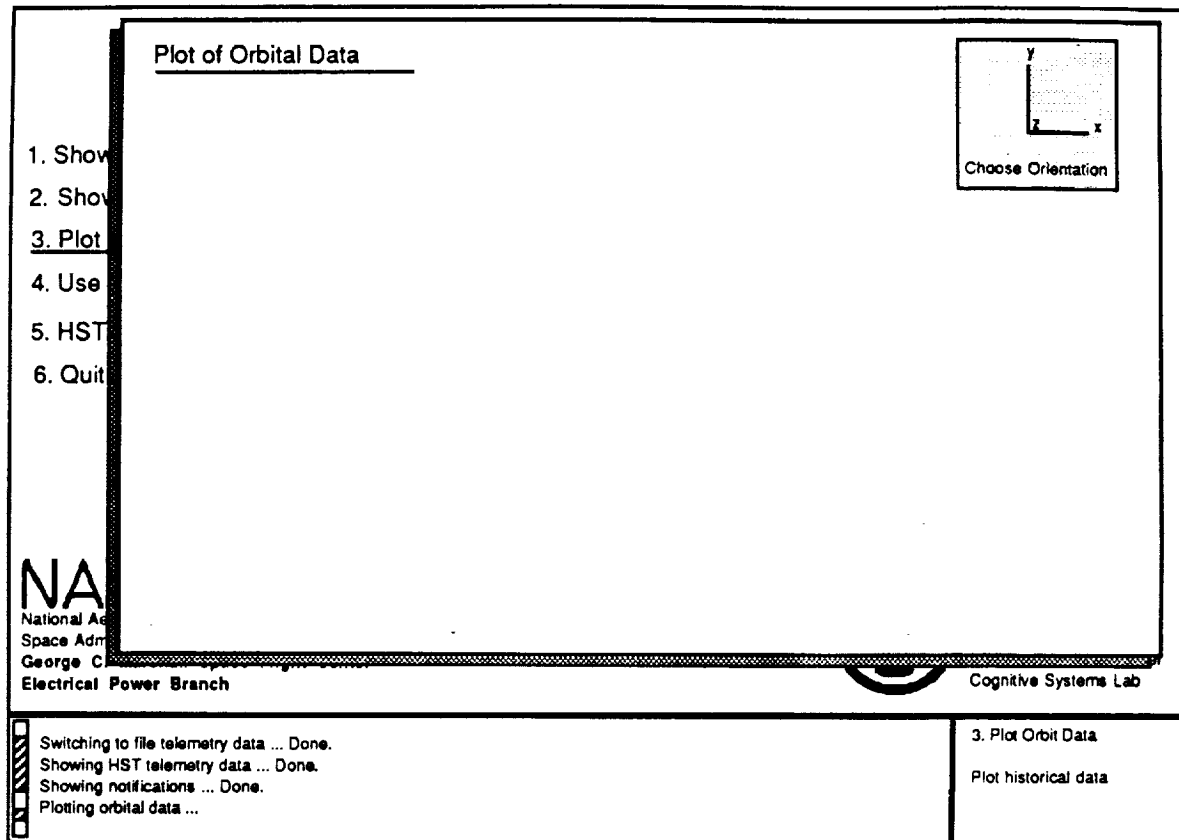 Plot of Orbital Data
y
z x
Choose Orientation
1. Show
2. Show
3. Plot
4. Use
5. HST
6. Quit
NA
National Ae
Space Adm
George C.
Electrical Power Branch
Cognitive Systems Lab
Switching to file telemetry data ... Done.
Showing HST telemetry data ... Done.
Showing notifications ... Done.
Plotting orbital data ...
3. Plot Orbit Data
Plot historical data